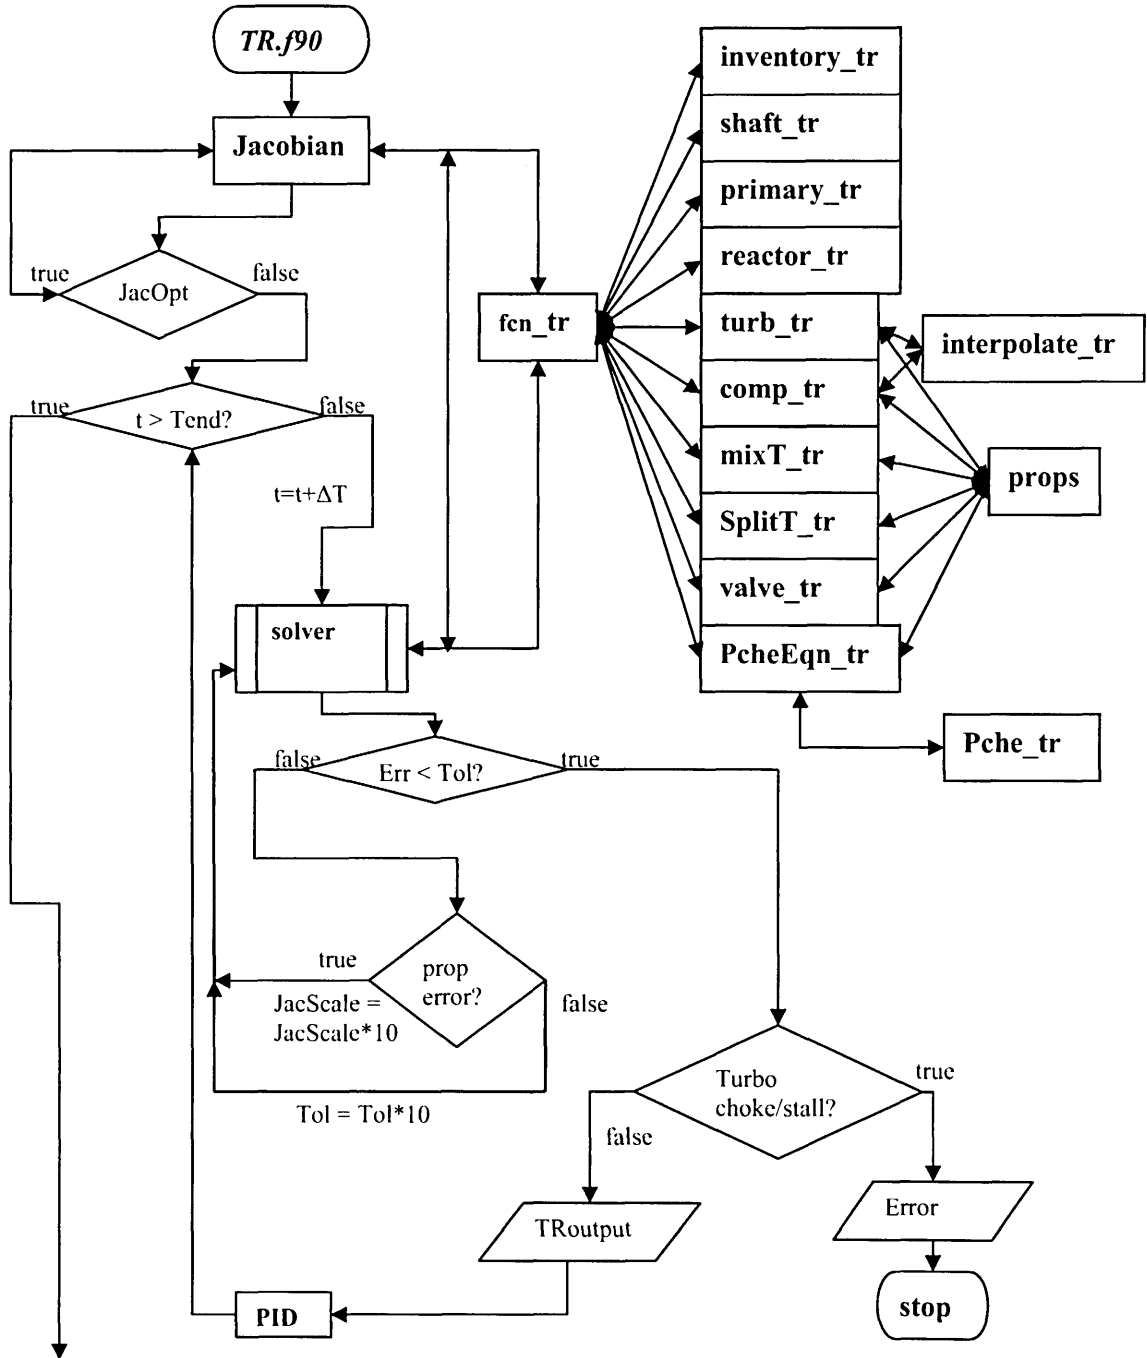 TR.f90
Jacobian
true
false
JacOpt
true
false
t > Tend?
t=t+ΔT
solver
false
true
Err < Tol?
true
prop
error?
false
JacScale =
JacScale*10
Tol = Tol*10
Turbo
choke/stall?
true
false
TRoutput
Error
PID
stop
fcn_tr
inventory_tr
shaft_tr
primary_tr
reactor_tr
turb_tr
comp_tr
mixT_tr
SplitT_tr
valve_tr
PcheEqn_tr
interpolate_tr
props
Pche_tr